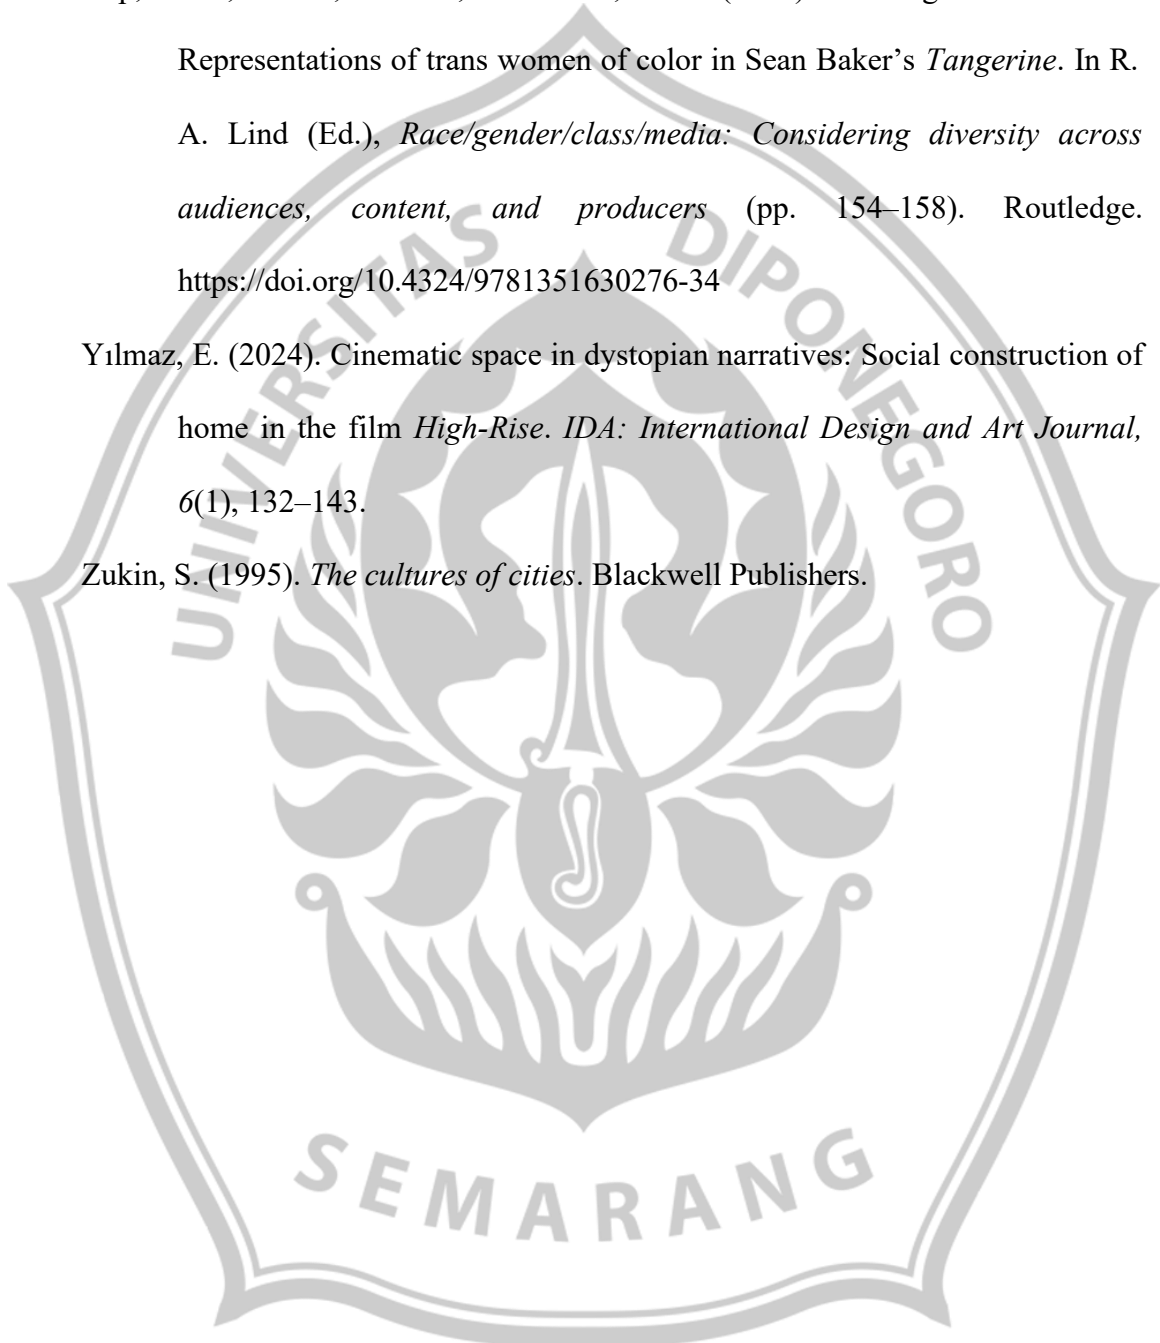 Representations of trans women of color in Sean Baker’s Tangerine. In R.
A. Lind (Ed.), Race/gender/class/media: Considering diversity across
audiences, content, and producers (pp. 154–158). Routledge.
https://doi.org/10.4324/9781351630276-34
Yılmaz, E. (2024). Cinematic space in dystopian narratives: Social construction of
home in the film High-Rise. IDA: International Design and Art Journal,
6(1), 132–143.
Zukin, S. (1995). The cultures of cities. Blackwell Publishers.
UNIVERSITAS DIPONEGORO
SEMARANG